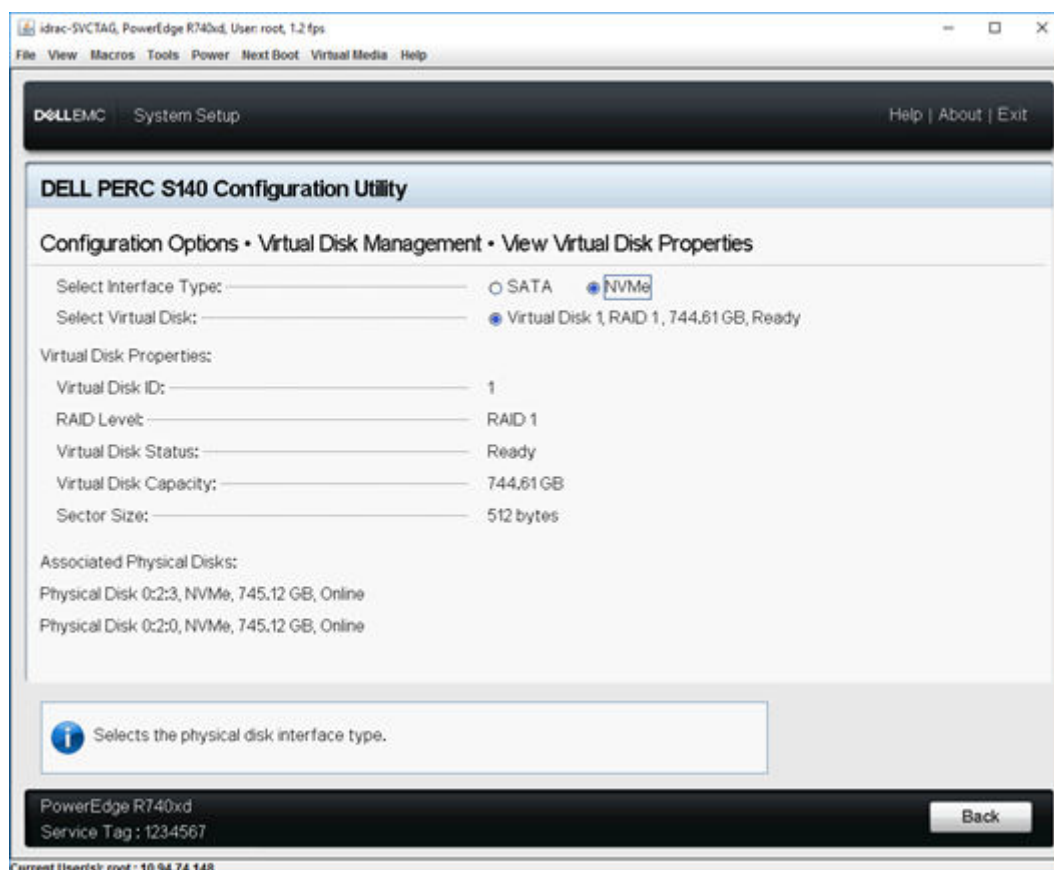 idrac-SVCTAG, PowerEdge R740xd, User: root, 1.2 fps
File View Macros Tools Power Next Boot Virtual Media Help
DELLEMC System Setup Help | About | Exit
DELL PERC S140 Configuration Utility
Configuration Options • Virtual Disk Management • View Virtual Disk Properties
Select Interface Type: SATA NVMe
Select Virtual Disk: Virtual Disk 1, RAID 1, 744.61 GB, Ready
Virtual Disk Properties:
Virtual Disk ID: 1
RAID Level: RAID 1
Virtual Disk Status: Ready
Virtual Disk Capacity: 744.61 GB
Sector Size: 512 bytes
Associated Physical Disks:
Physical Disk 0:2:3, NVMe, 745.12 GB, Online
Physical Disk 0:2:0, NVMe, 745.12 GB, Online
Selects the physical disk interface type.
PowerEdge R740xd
Service Tag : 1234567
Back
Current User(s): root : 10.94.74.148